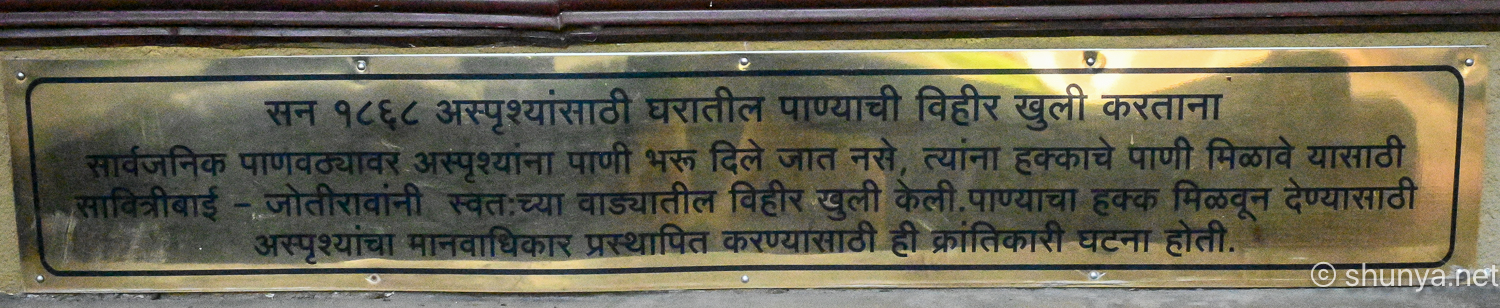 सन १८६८ अस्पृश्यांसाठी घरातील पाण्याची विहीर खुली करताना
सार्वजनिक पाणवठ्यावर अस्पृश्यांना पाणी भरू दिले जात नसे, त्यांना हक्काचे पाणी मिळावे यासाठी
सावित्रीबाई – जोतीरावांनी स्वत:च्या वाड्यातील विहीर खुली केली.पाण्याचा हक्क मिळवून देण्यासाठी
अस्पृश्यांचा मानवाधिकार प्रस्थापित करण्यासाठी ही क्रांतिकारी घटना होती.
© shunya.net